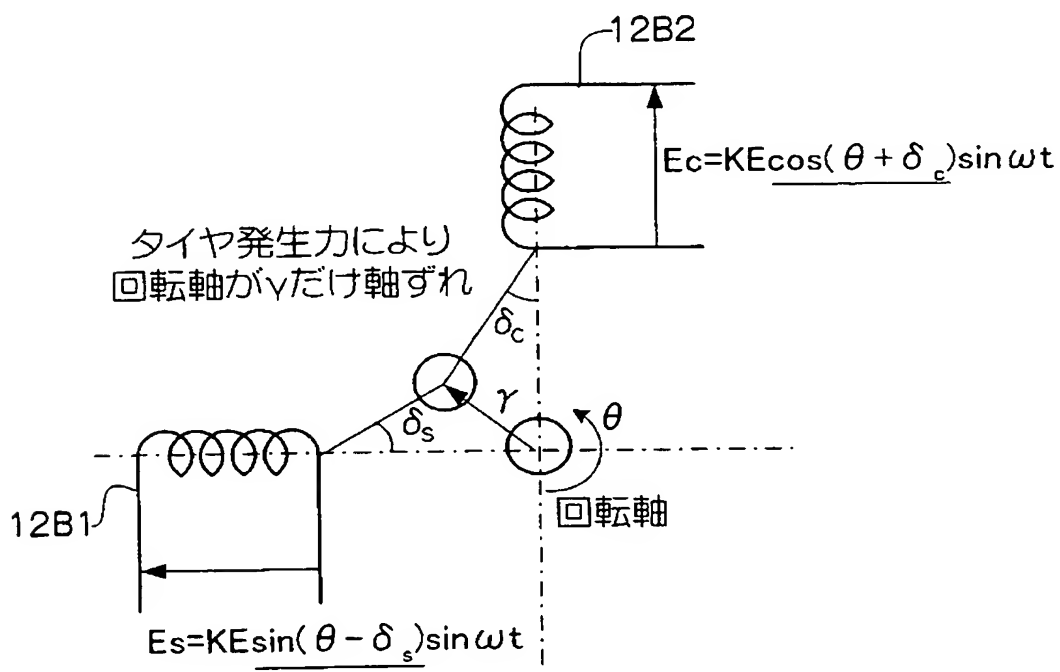 12B2
Ec=KEcos(θ+δc)sinωt
タイヤ発生力により
回転軸がγだけ軸ずれ
δc
γ
θ
δs
回転軸
12B1
Es=KEsin(θ-δs)sinωt